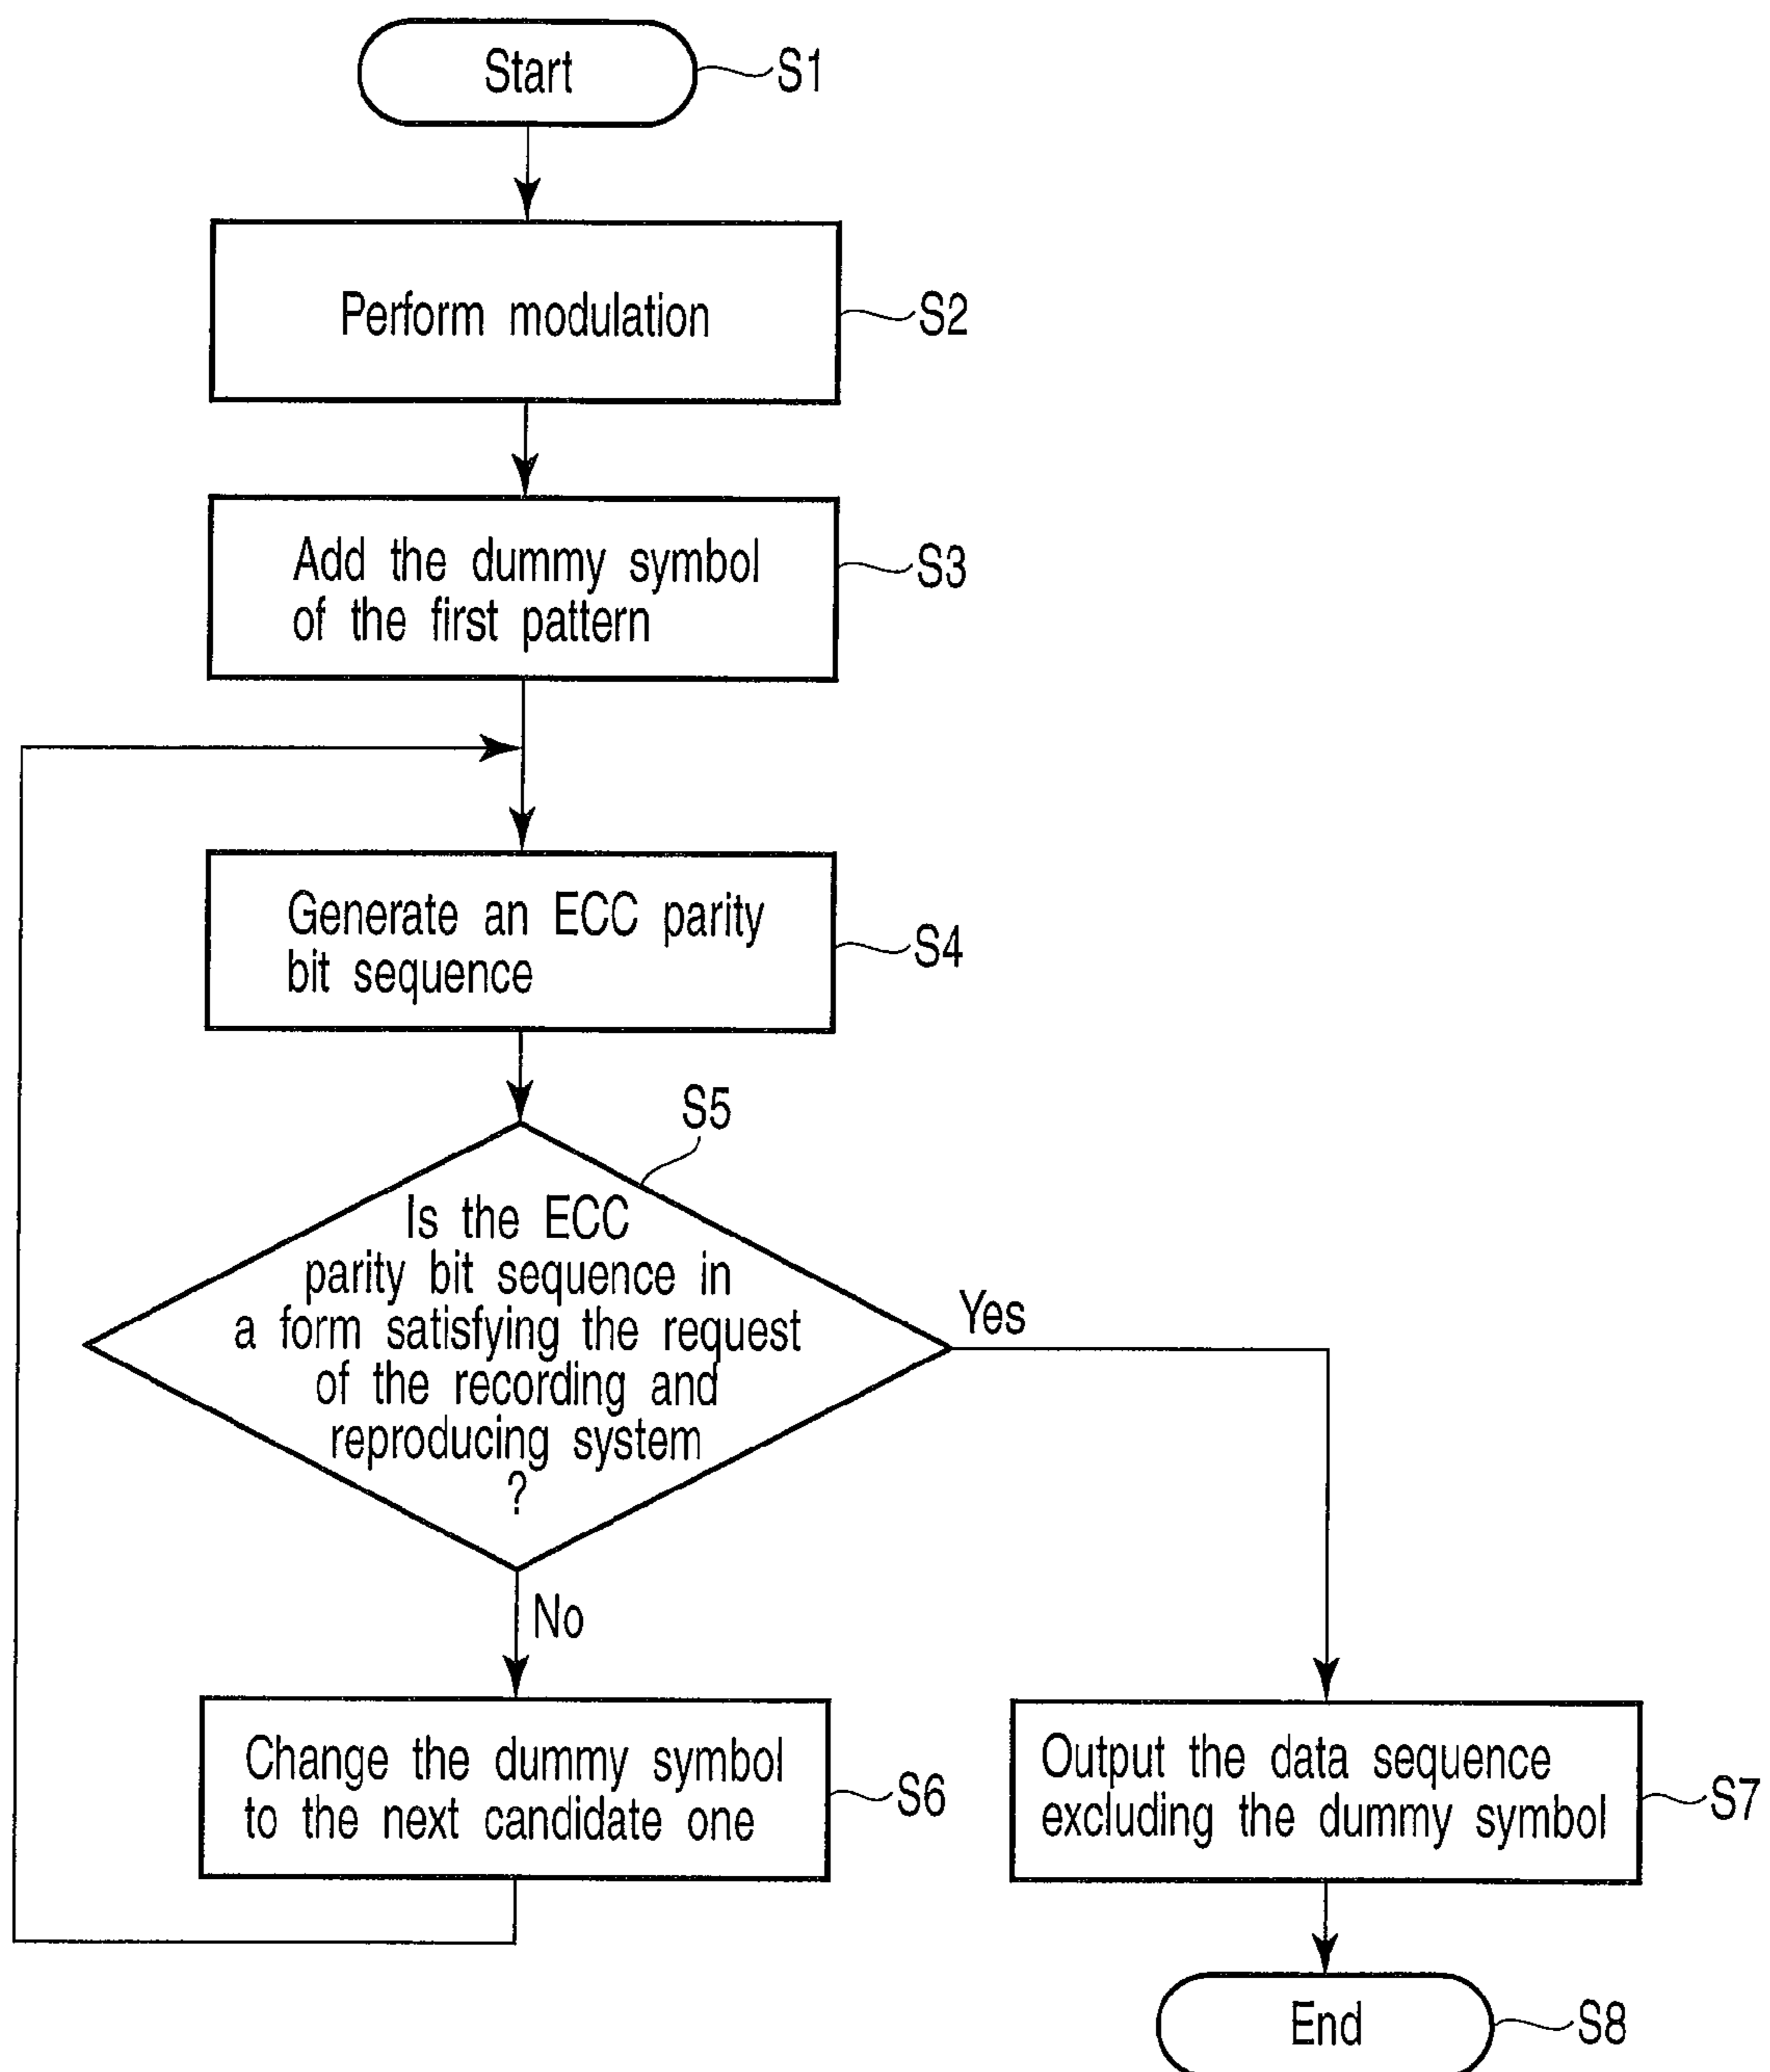 Start
S1
Perform modulation
S2
Add the dummy symbol
of the first pattern
S3
Generate an ECC parity
bit sequence
S4
S5
Is the ECC
parity bit sequence in
a form satisfying the request
of the recording and
reproducing system
?
Yes
No
Change the dummy symbol
to the next candidate one
S6
Output the data sequence
excluding the dummy symbol
S7
End
S8